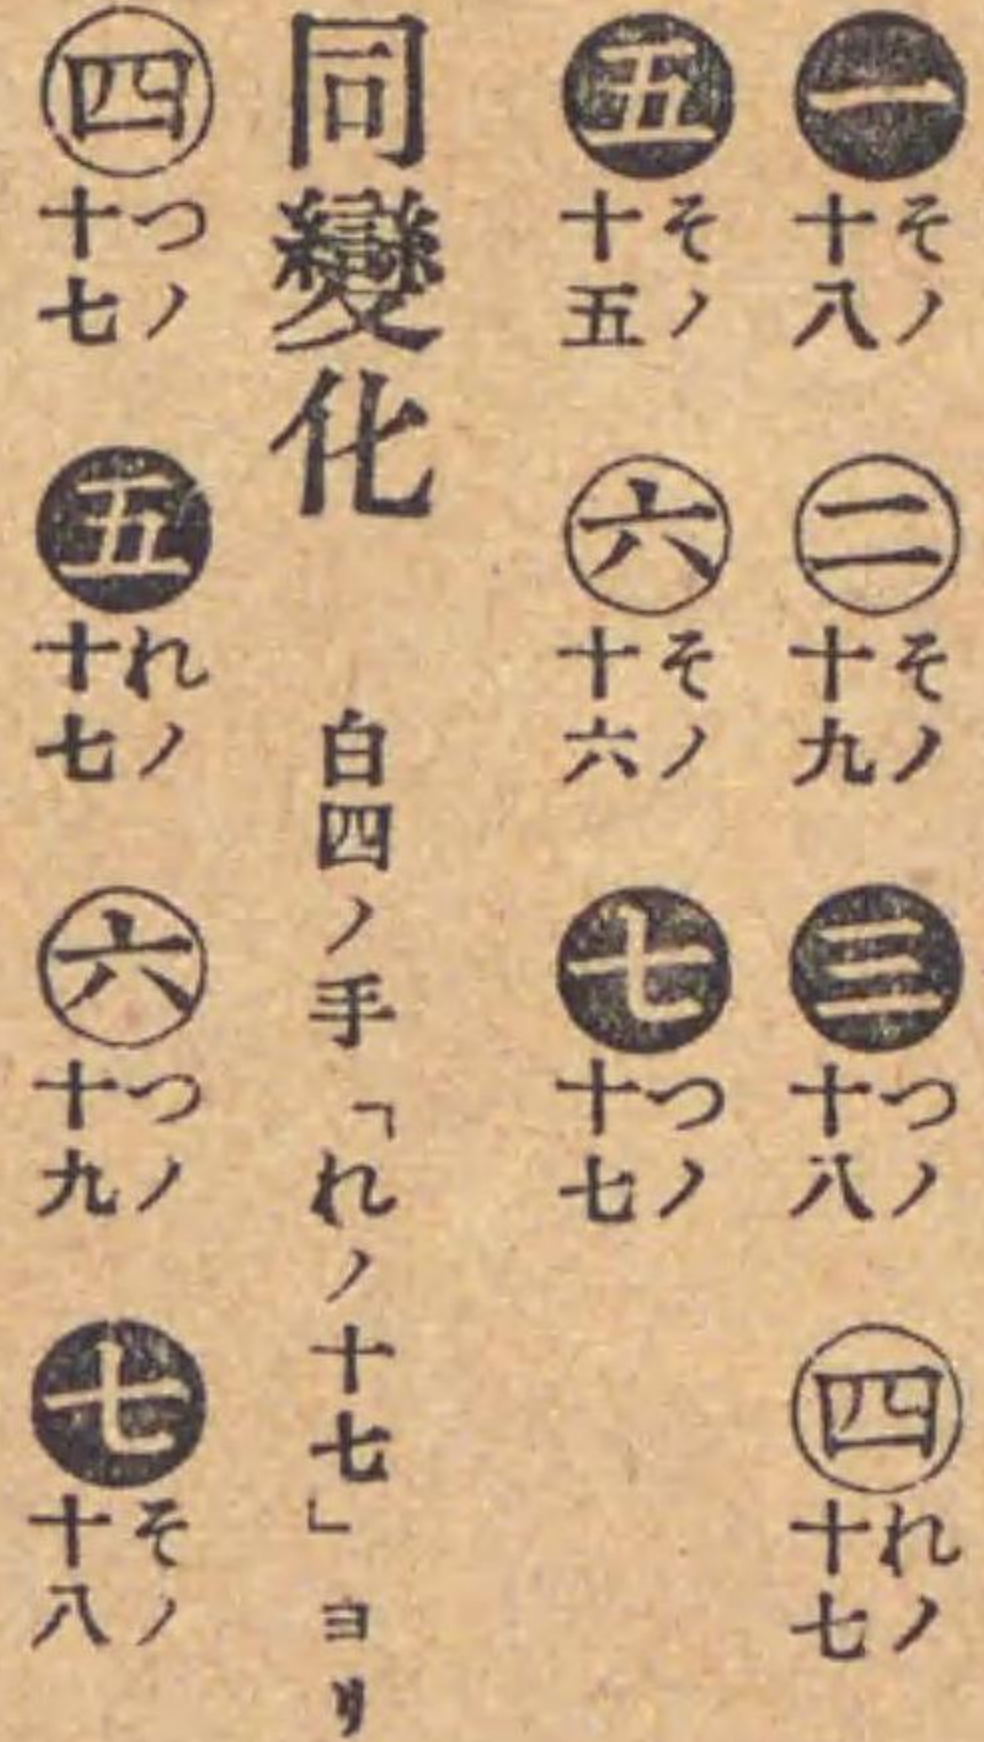 一 そノ十八 二 そノ十九 三 つノ十八 四 れノ十七
五 そノ十五 六 そノ十六 七 つノ十七
同變化 白四ノ手「れノ十七」ヨリ
四 つノ十七 五 れノ十七 六 つノ十九 七 そノ十八